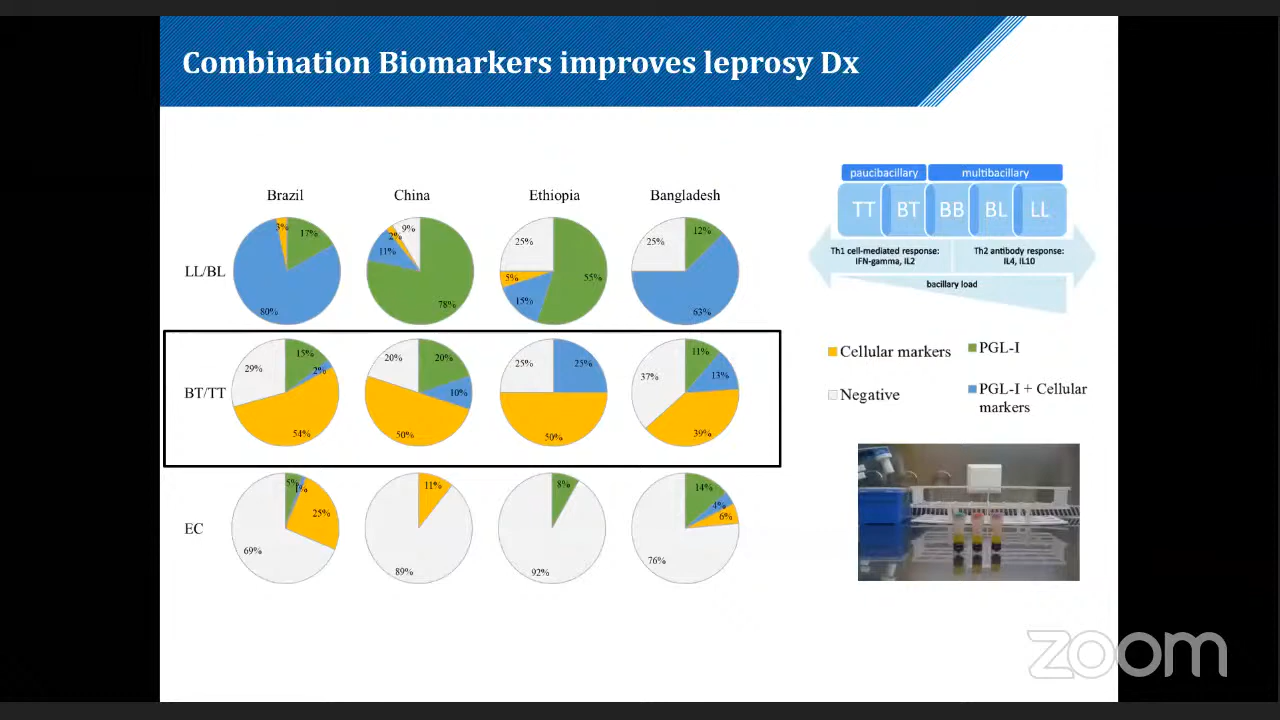 Combination Biomarkers improves leprosy Dx
Brazil China Ethiopia Bangladesh
LL/BL
3% 17% 80%
9% 2% 11% 78%
25% 5% 15% 55%
25% 12% 63%
BT/TT
29% 15% 2% 54%
20% 20% 10% 50%
25% 25% 50%
37% 11% 13% 39%
EC
5% 1% 25% 69%
11% 89%
8% 92%
14% 4% 6% 76%
paucibacillary multibacillary
TT BT BB BL LL
Th1 cell-mediated response: Th2 antibody response:
IFN-gamma, IL2 IL4, IL10
bacillary load
Cellular markers PGL-I
Negative PGL-I + Cellular
markers
zoom